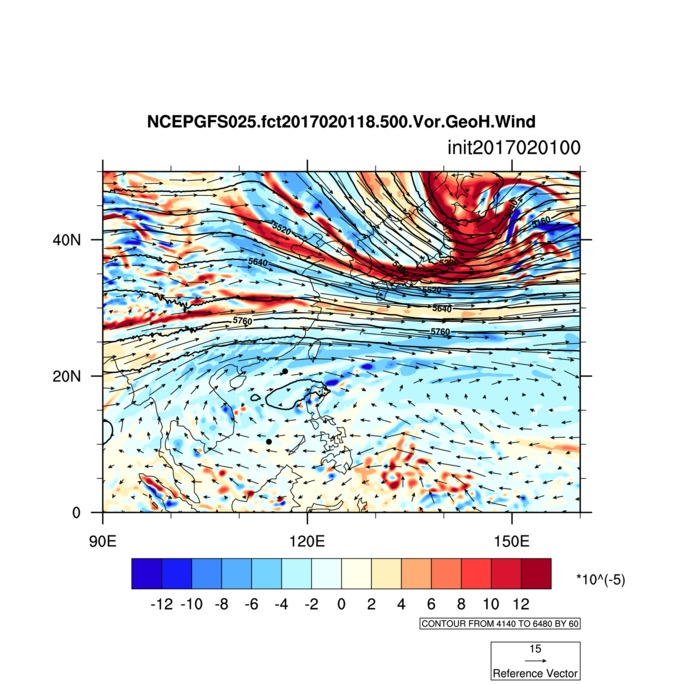 NCEPGFS025.fct2017020118.500.Vor.GeoH.Wind
init2017020100
40N
20N
0
5520
5640
5760
5160
5520
5640
5760
90E
120E
150E
-12 -10 -8 -6 -4 -2 0 2 4 6 8 10 12
*10^(-5)
CONTOUR FROM 4140 TO 6480 BY 60
15
Reference Vector